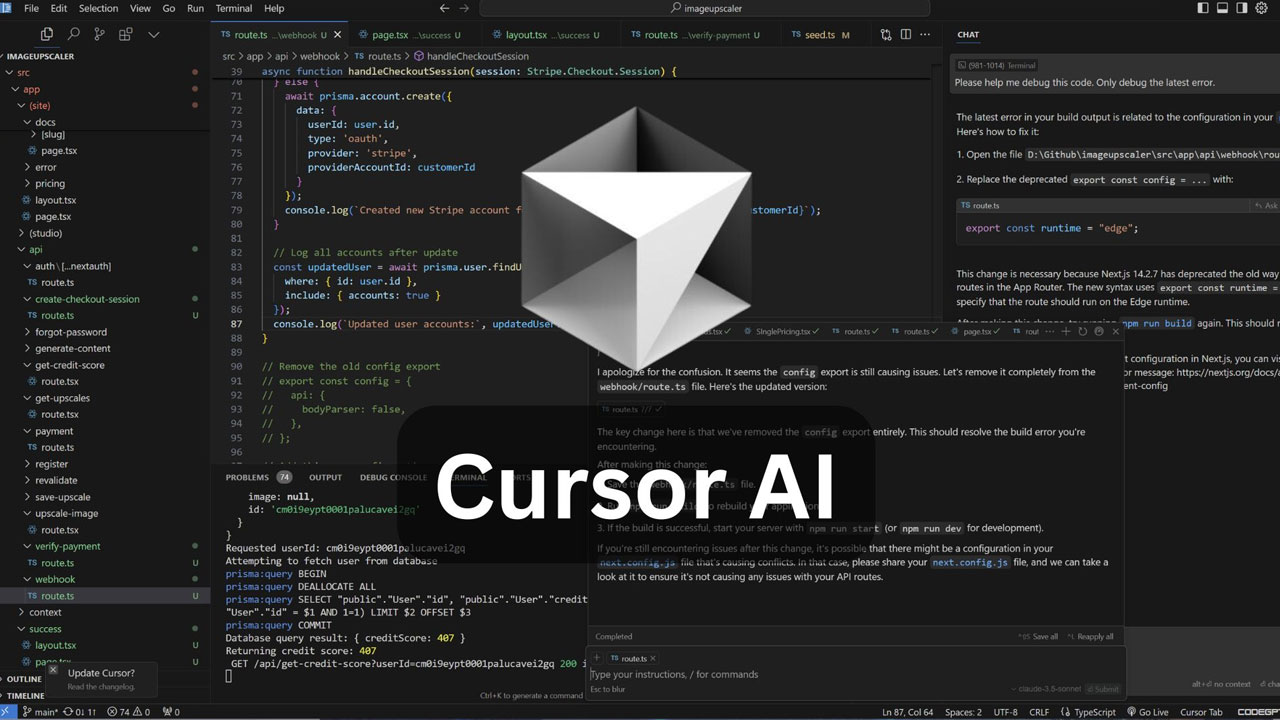 File Edit Selection View Go Run Terminal Help
imageupscaler
TS route.ts ...\webhook U
page.tsx ...\success U
layout.tsx ...\success U
TS route.ts ...\verify-payment U
TS seed.ts M
CHAT
IMAGEUPSCALER
src
app
(site)
docs
[slug]
page.tsx
error
pricing
layout.tsx
page.tsx
(studio)
api
auth\[...nextauth]
TS route.ts
create-checkout-session
TS route.ts U
forgot-password
generate-content
get-credit-score
route.tsx U
get-upscales
route.tsx U
payment
TS route.ts U
register
revalidate
save-upscale
upscale-image
route.tsx U
verify-payment
TS route.ts U
webhook
TS route.ts U
context
success
layout.tsx U
page.tsx U
OUTLINE
TIMELINE
Update Cursor?
Read the changelog.
src > app > api > webhook > TS route.ts > handleCheckoutSession
39 async function handleCheckoutSession(session: Stripe.Checkout.Session) {
70 } else {
71 await prisma.account.create({
72 data: {
73 userId: user.id,
74 type: 'oauth',
75 provider: 'stripe',
76 providerAccountId: customerId
77 }
78 });
79 console.log(`Created new Stripe account f tomerId}`);
80 }
81
82 // Log all accounts after update
83 const updatedUser = await prisma.user.findU
84 where: { id: user.id },
85 include: { accounts: true }
86 });
87 console.log(`Updated user accounts:`, updatedUser
88 }
89
90 // Remove the old config export
91 // export const config = {
92 // api: {
93 // bodyParser: false,
94 // },
95 // };
96
PROBLEMS 74 OUTPUT DEBUG CONSOLE TERMINAL
image: null,
id: 'cm0i9eypt0001palucavei2gq'
}
}
Requested userId: cm0i9eypt0001palucavei2gq
Attempting to fetch user from database
prisma:query BEGIN
prisma:query DEALLOCATE ALL
prisma:query SELECT "public"."User"."id", "public"."User"."credit
"User"."id" = $1 AND 1=1) LIMIT $2 OFFSET $3
prisma:query COMMIT
Database query result: { creditScore: 407 }
Returning credit score: 407
GET /api/get-credit-score?userId=cm0i9eypt0001palucavei2gq 200 i
Ctrl+K to generate a command
(981-1014) Terminal
Please help me debug this code. Only debug the latest error.
The latest error in your build output is related to the configuration in your
Here's how to fix it:
1. Open the file D:\Github\imageupscaler\src\app\api\webhook\rou
2. Replace the deprecated export const config = ... with:
TS route.ts Ask
export const runtime = "edge";
This change is necessary because Next.js 14.2.7 has deprecated the old way
routes in the App Router. The new syntax uses export const runtime =
specify that the route should run on the Edge runtime.
After making this change, try running npm run build again. This should r
t configuration in Next.js, you can vis
or message: https://nextjs.org/docs/a
ent-config
ds.tsx SinglePricing.tsx TS route.ts TS route.ts page.tsx TS rout
I apologize for the confusion. It seems the config export is still causing issues. Let's remove it completely from the
webhook/route.ts file. Here's the updated version:
TS route.ts ///
The key change here is that we've removed the config export entirely. This should resolve the build error you're
encountering.
After making this change:
Save the webhook/route.ts file.
to rebuild your application
3. If the build is successful, start your server with npm run start (or npm run dev for development).
If you're still encountering issues after this change, it's possible that there might be a configuration in your
next.config.js file that's causing conflicts. In that case, please share your next.config.js file, and we can take a
look at it to ensure it's not causing any issues with your API routes.
Cursor AI
Completed
Save all
Reapply all
TS route.ts
Type your instructions, / for commands
Esc to blur
claude-3.5-sonnet
Submit
alt+⏎ no context ⏎ cha
main* 0↓ 1↑ 74 0 0
Ln 87, Col 64 Spaces: 2 UTF-8 CRLF TypeScript Go Live Cursor Tab CODEGP